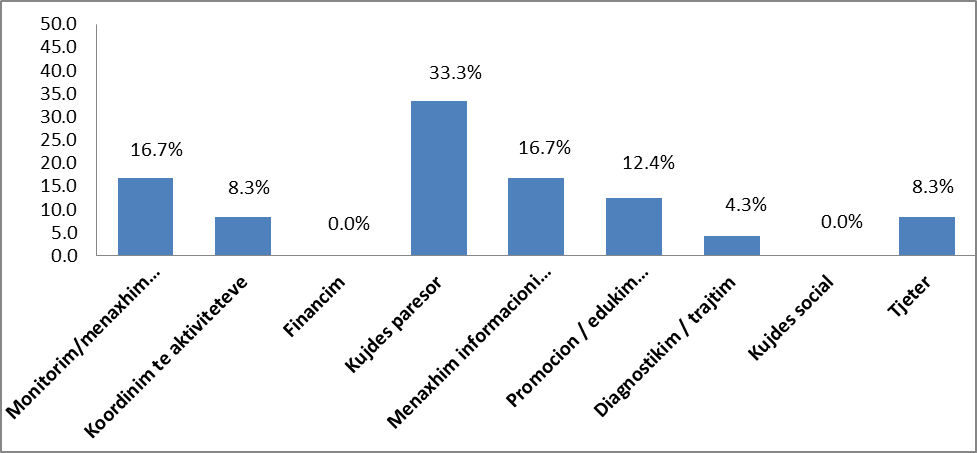 50.0
45.0
40.0
35.0
30.0
25.0
20.0
15.0
10.0
5.0
0.0
16.7%
8.3%
0.0%
33.3%
16.7%
12.4%
4.3%
0.0%
8.3%
Monitorim/menaxhim...
Koordinim te aktiviteteve
Financim
Kujdes paresor
Menaxhim informacioni...
Promocion / edukim...
Diagnostikim / trajtim
Kujdes social
Tjeter